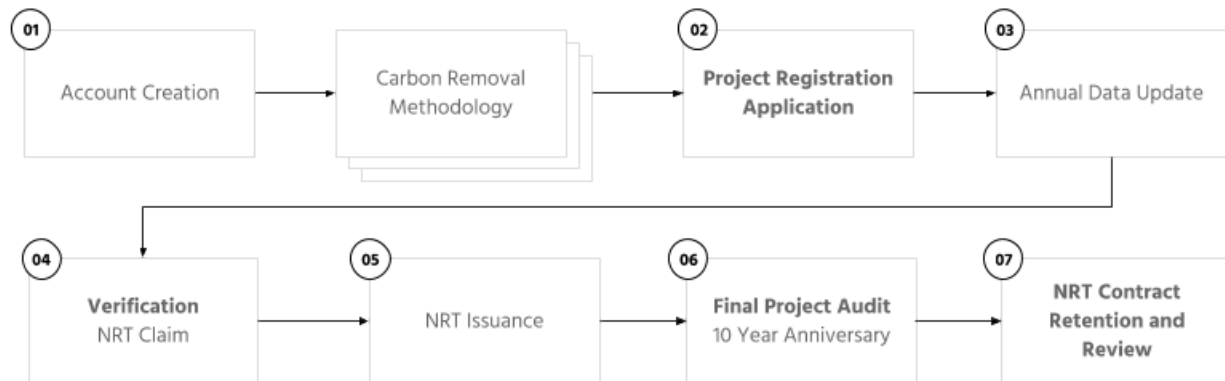 01
Account Creation
Carbon Removal
Methodology
02
Project Registration
Application
03
Annual Data Update
04
Verification
NRT Claim
05
NRT Issuance
06
Final Project Audit
10 Year Anniversary
07
NRT Contract
Retention and
Review